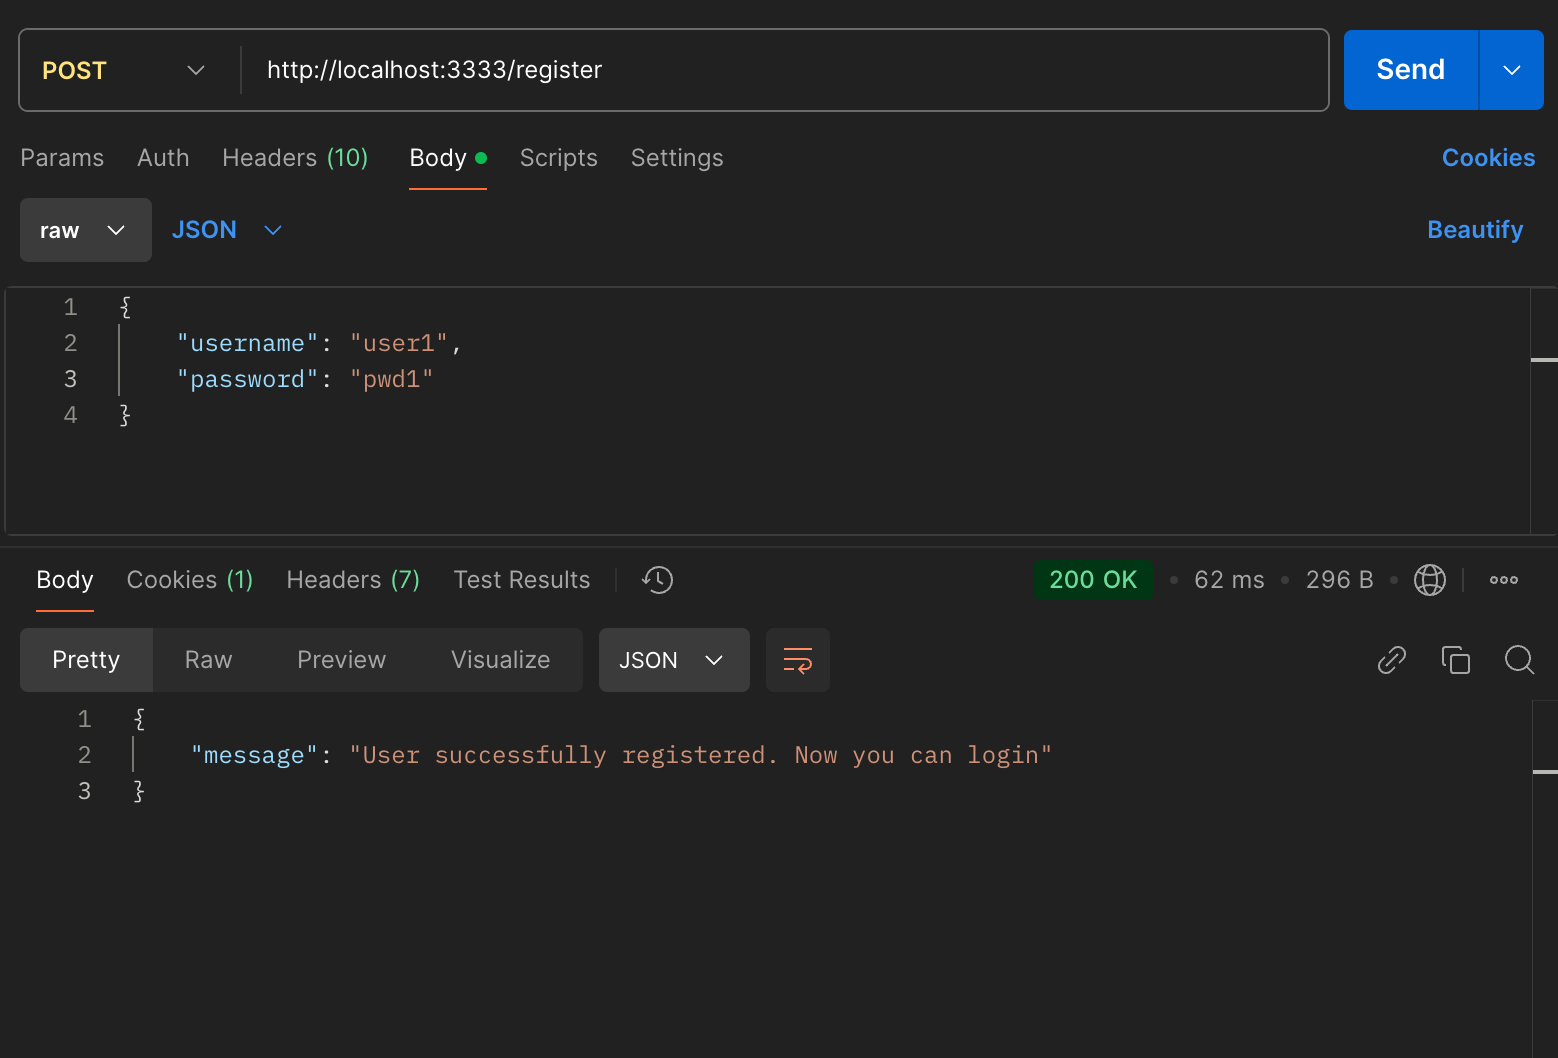 POST http://localhost:3333/register Send
Params Auth Headers (10) Body Scripts Settings Cookies
raw JSON Beautify
1 {
2 "username": "user1",
3 "password": "pwd1"
4 }
Body Cookies (1) Headers (7) Test Results 200 OK 62 ms 296 B
Pretty Raw Preview Visualize JSON
1 {
2 "message": "User successfully registered. Now you can login"
3 }